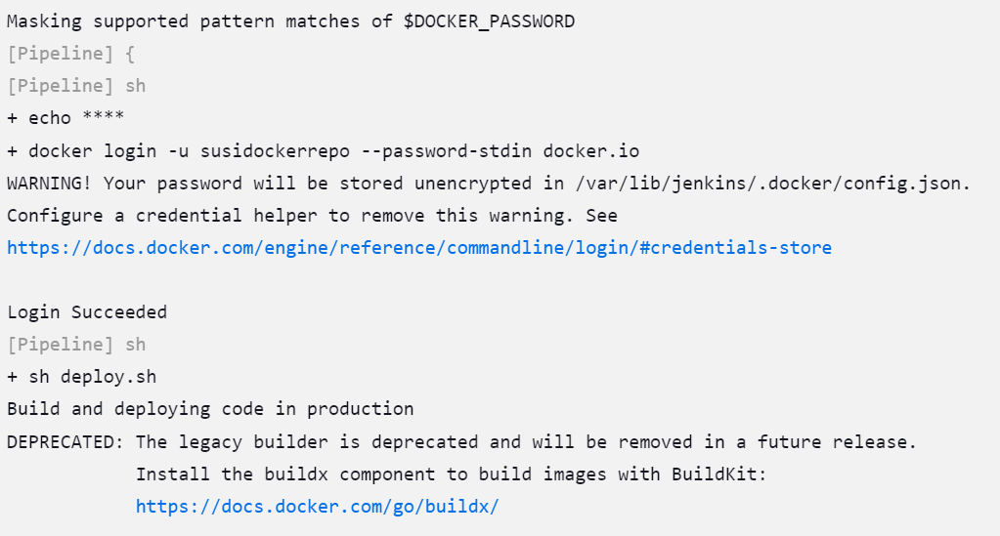 Masking supported pattern matches of $DOCKER_PASSWORD
[Pipeline] {
[Pipeline] sh
+ echo ****
+ docker login -u susidockerrepo --password-stdin docker.io
WARNING! Your password will be stored unencrypted in /var/lib/jenkins/.docker/config.json.
Configure a credential helper to remove this warning. See
https://docs.docker.com/engine/reference/commandline/login/#credentials-store
Login Succeeded
[Pipeline] sh
+ sh deploy.sh
Build and deploying code in production
DEPRECATED: The legacy builder is deprecated and will be removed in a future release.
Install the buildx component to build images with BuildKit:
https://docs.docker.com/go/buildx/